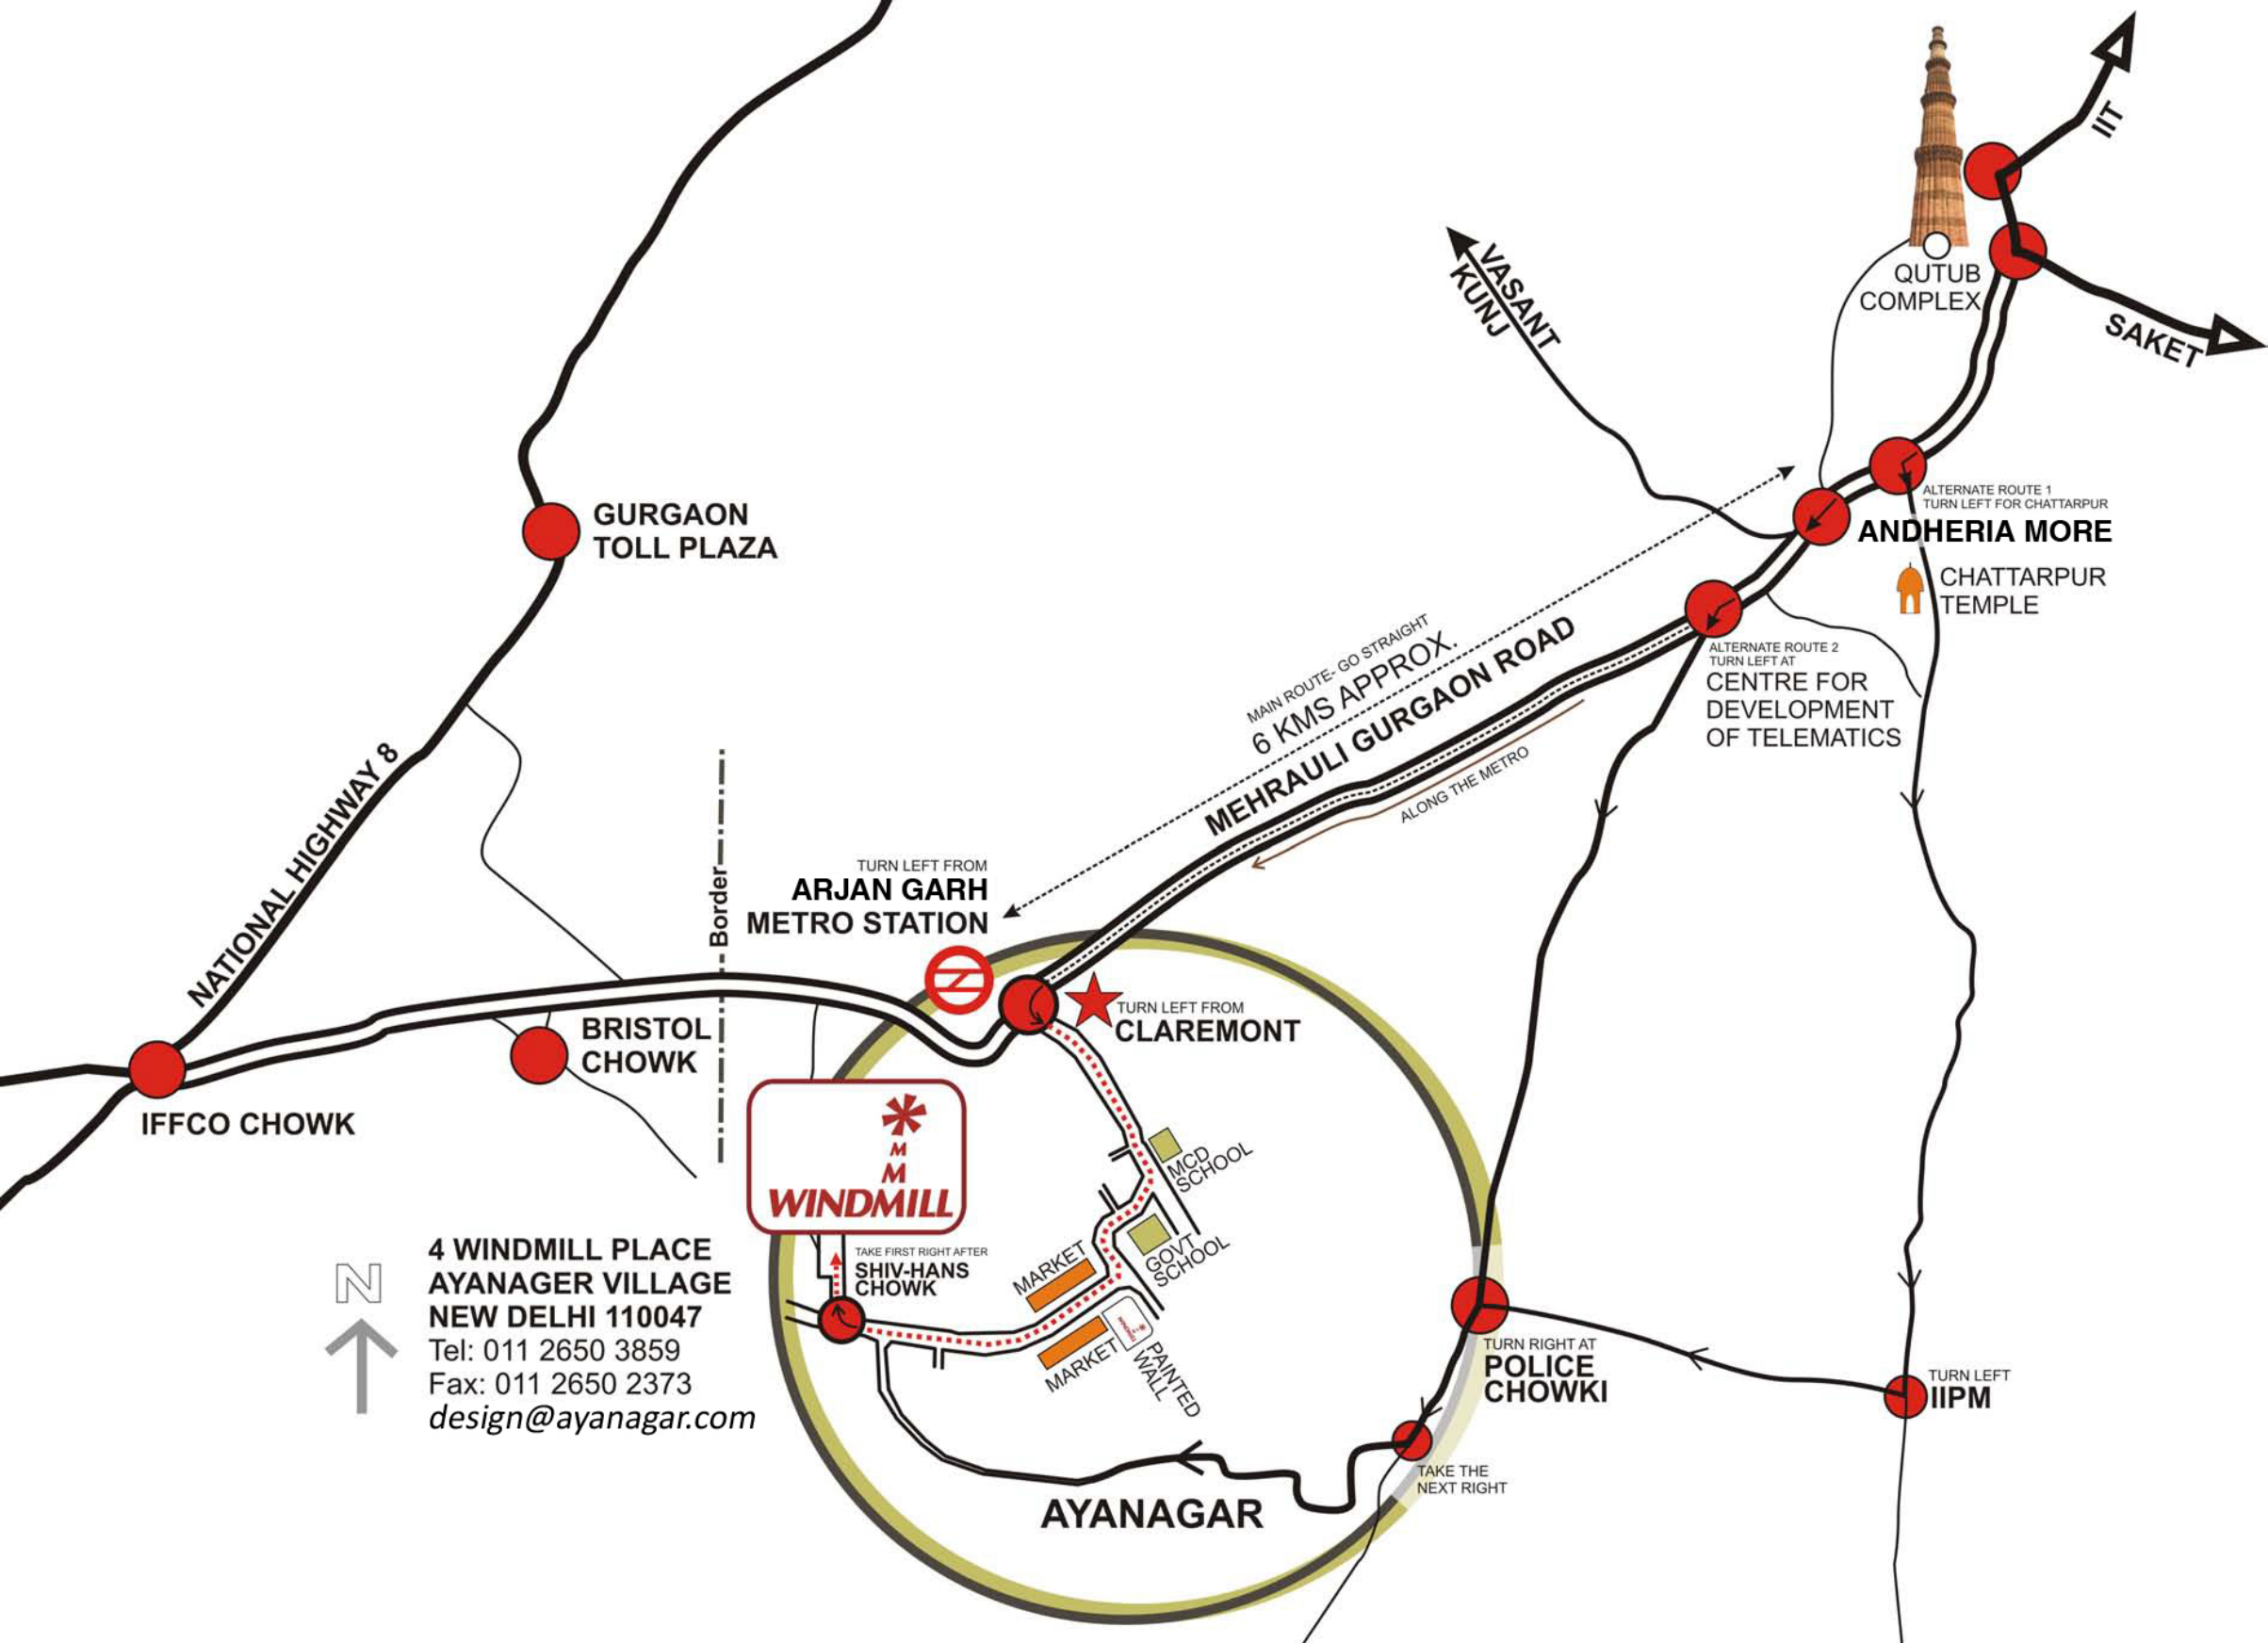 IIT
SAKET
QUTUB
COMPLEX
VASANT
KUNJ
ALTERNATE ROUTE 1
TURN LEFT FOR CHATTARPUR
ANDHERIA MORE
CHATTARPUR
TEMPLE
GURGAON
TOLL PLAZA
MAIN ROUTE- GO STRAIGHT
6 KMS APPROX.
MEHRAULI GURGAON ROAD
ALONG THE METRO
ALTERNATE ROUTE 2
TURN LEFT AT
CENTRE FOR
DEVELOPMENT
OF TELEMATICS
NATIONAL HIGHWAY 8
Border
TURN LEFT FROM
ARJAN GARH
METRO STATION
TURN LEFT FROM
CLAREMONT
BRISTOL
CHOWK
IFFCO CHOWK
M
M
WINDMILL
MCD
SCHOOL
GOVT
SCHOOL
MARKET
TAKE FIRST RIGHT AFTER
SHIV-HANS
CHOWK
MARKET
PAINTED
WALL
N
4 WINDMILL PLACE
AYANAGER VILLAGE
NEW DELHI 110047
Tel: 011 2650 3859
Fax: 011 2650 2373
design@ayanagar.com
TURN RIGHT AT
POLICE
CHOWKI
TURN LEFT
IIPM
TAKE THE
NEXT RIGHT
AYANAGAR